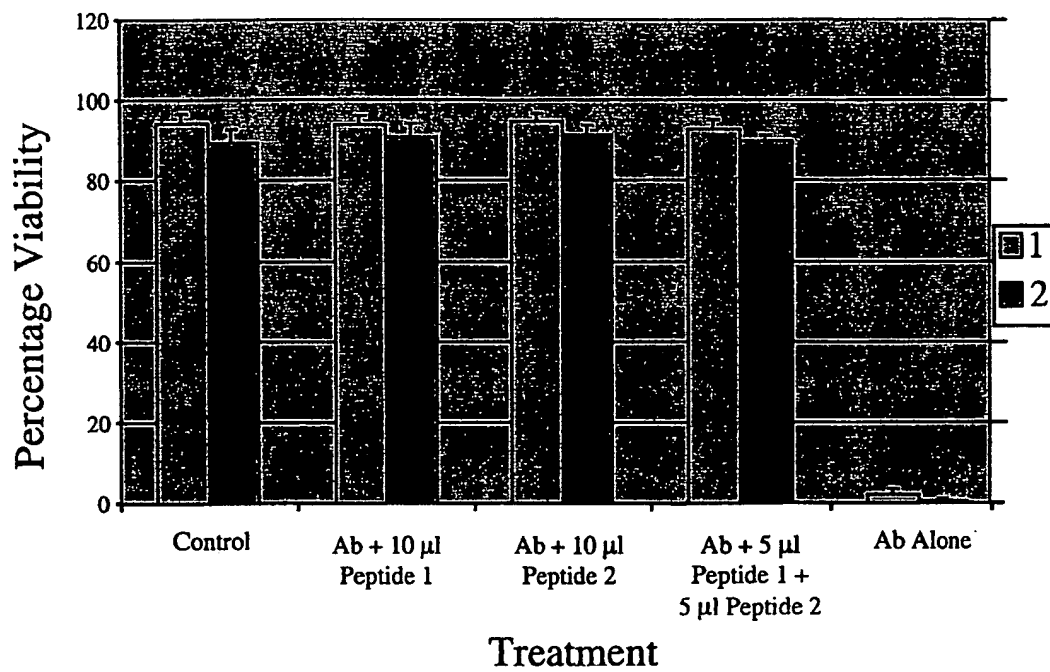 Percentage Viability
120
100
80
60
40
20
0
Control
Ab + 10 µl
Peptide 1
Ab + 10 µl
Peptide 2
Ab + 5 µl
Peptide 1 +
5 µl Peptide 2
Ab Alone
Treatment
1
2